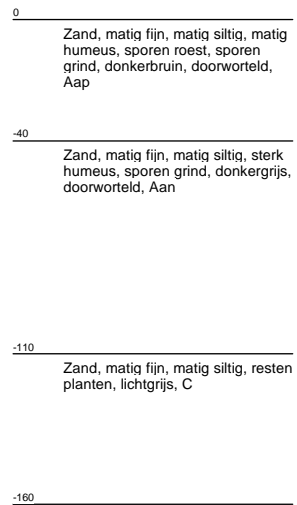 0
Zand, matig fijn, matig siltig, matig
humeus, sporen roest, sporen
grind, donkerbruin, doorworteld,
Aap
-40
Zand, matig fijn, matig siltig, sterk
humeus, sporen grind, donkergrijs,
doorworteld, Aan
-110
Zand, matig fijn, matig siltig, resten
planten, lichtgrijs, C
-160